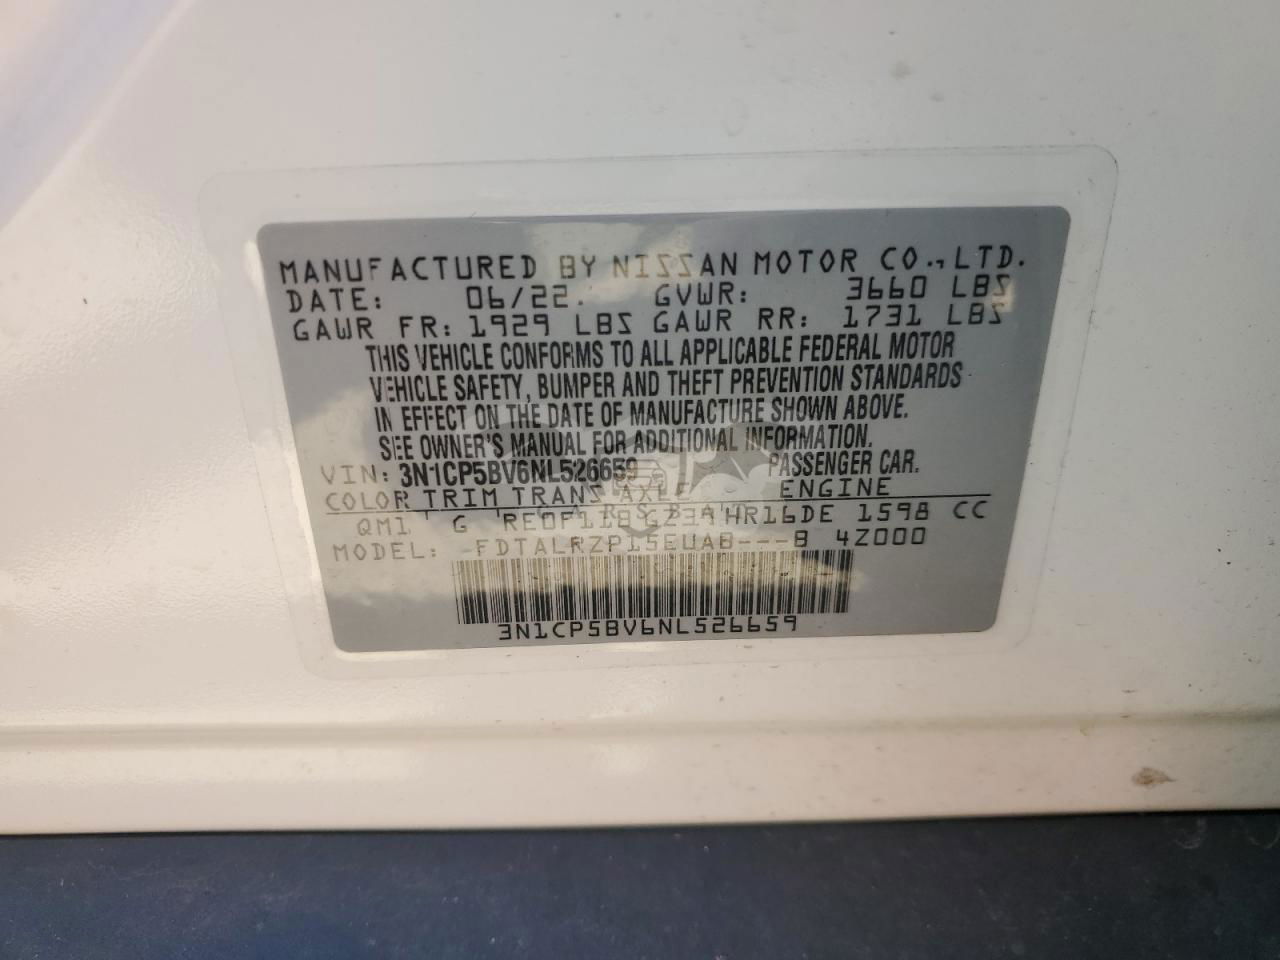 MANUFACTURED BY NISSAN MOTOR CO., LTD.
DATE: 06/22. GVWR: 3660 LBS
GAWR FR: 1929 LBS GAWR RR: 1731 LBS
THIS VEHICLE CONFORMS TO ALL APPLICABLE FEDERAL MOTOR
VEHICLE SAFETY, BUMPER AND THEFT PREVENTION STANDARDS
IN EFFECT ON THE DATE OF MANUFACTURE SHOWN ABOVE.
SEE OWNER'S MANUAL FOR ADDITIONAL INFORMATION.
VIN: 3N1CP5BV6NL526659 PASSENGER CAR.
COLOR TRIM TRANS AXLE ENGINE
QM1 G RE0F11B GZ39 HR16DE 1598 CC
MODEL: FDTALRZP15EUAB---B 4Z000
3N1CP5BV6NL526659